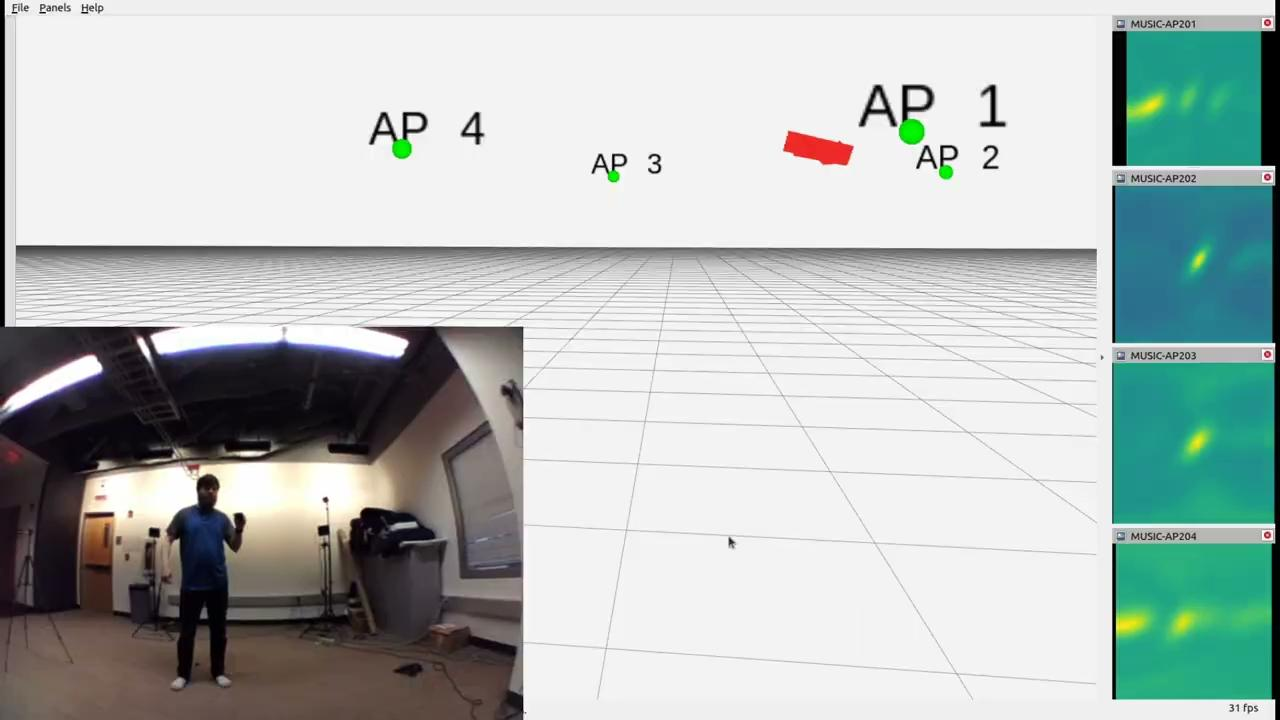 File Panels Help
MUSIC-AP201
AP 1
AP 4
AP 2
AP 3
MUSIC-AP202
MUSIC-AP203
MUSIC-AP204
31 fps